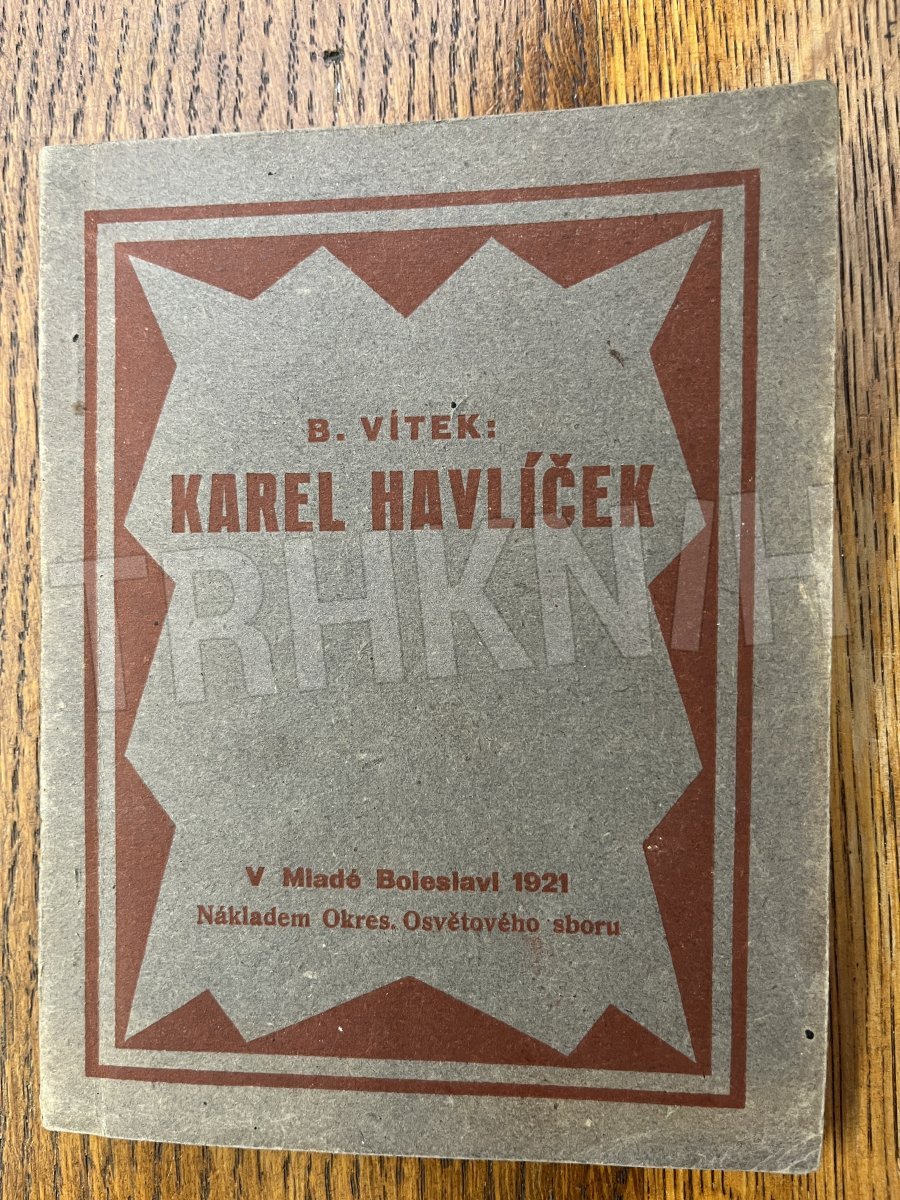 B. VÍTEK:
KAREL HAVLÍČEK
TRHKNIH
V Mladé Boleslavi 1921
Nákladem Okres. Osvětového sboru